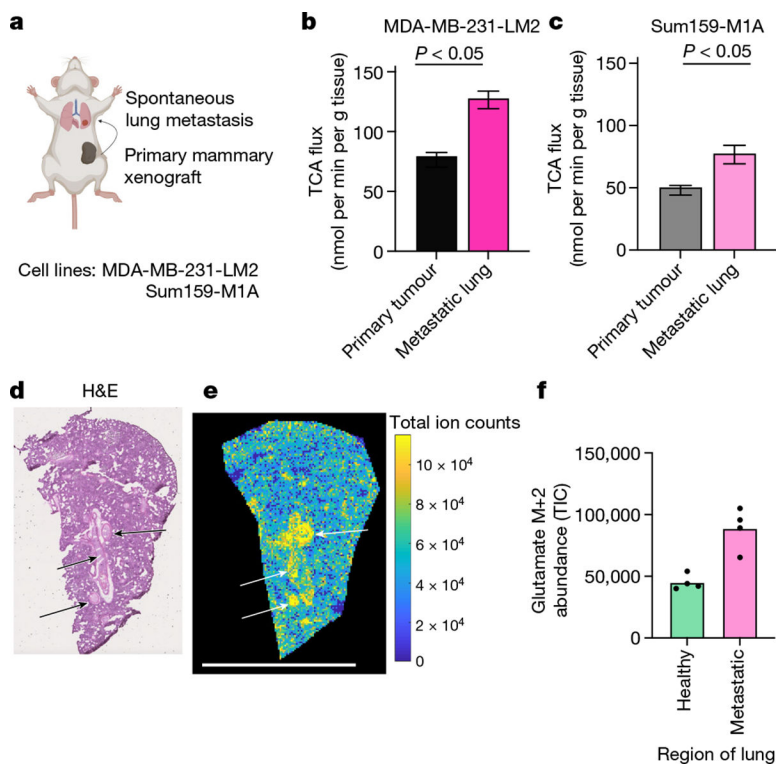 a
Spontaneous
lung metastasis
Primary mammary
xenograft
Cell lines: MDA-MB-231-LM2
Sum159-M1A
b
MDA-MB-231-LM2
P < 0.05
TCA flux
(nmol per min per g tissue)
150
100
50
0
Primary tumour
Metastatic lung
c
Sum159-M1A
P < 0.05
TCA flux
(nmol per min per g tissue)
150
100
50
0
Primary tumour
Metastatic lung
d
H&E
e
Total ion counts
10 × 10⁴
8 × 10⁴
6 × 10⁴
4 × 10⁴
2 × 10⁴
0
f
Glutamate M+2
abundance (TIC)
150,000
100,000
50,000
0
Healthy
Metastatic
Region of lung